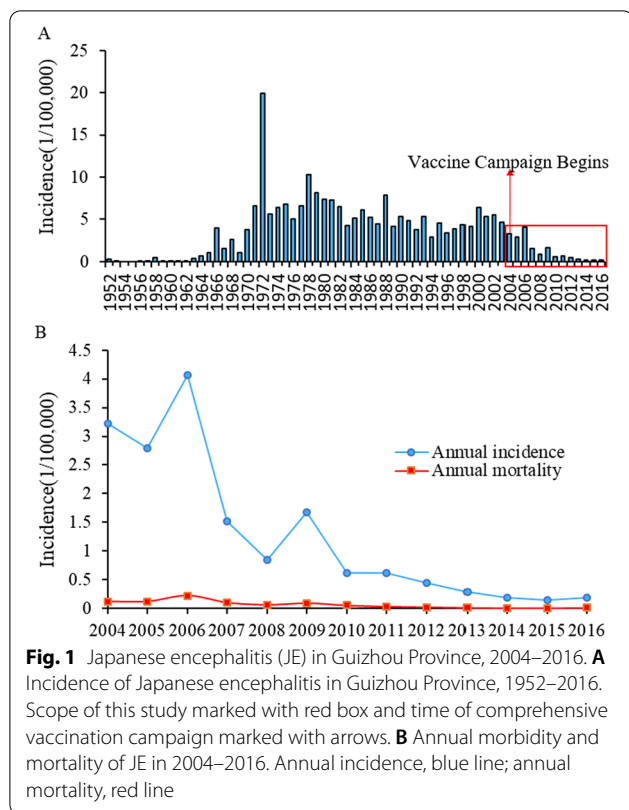 A
Incidence(1/100,000)
25
20
15
10
5
0
Vaccine Campaign Begins
1952 1954 1956 1958 1960 1962 1964 1966 1968 1970 1972 1974 1976 1978 1980 1982 1984 1986 1988 1990 1992 1994 1996 1998 2000 2002 2004 2006 2008 2010 2012 2014 2016
B
Incidence(1/100,000)
4.5
4
3.5
3
2.5
2
1.5
1
0.5
0
Annual incidence
Annual mortality
2004 2005 2006 2007 2008 2009 2010 2011 2012 2013 2014 2015 2016
Fig. 1 Japanese encephalitis (JE) in Guizhou Province, 2004–2016. A
Incidence of Japanese encephalitis in Guizhou Province, 1952–2016.
Scope of this study marked with red box and time of comprehensive
vaccination campaign marked with arrows. B Annual morbidity and
mortality of JE in 2004–2016. Annual incidence, blue line; annual
mortality, red line